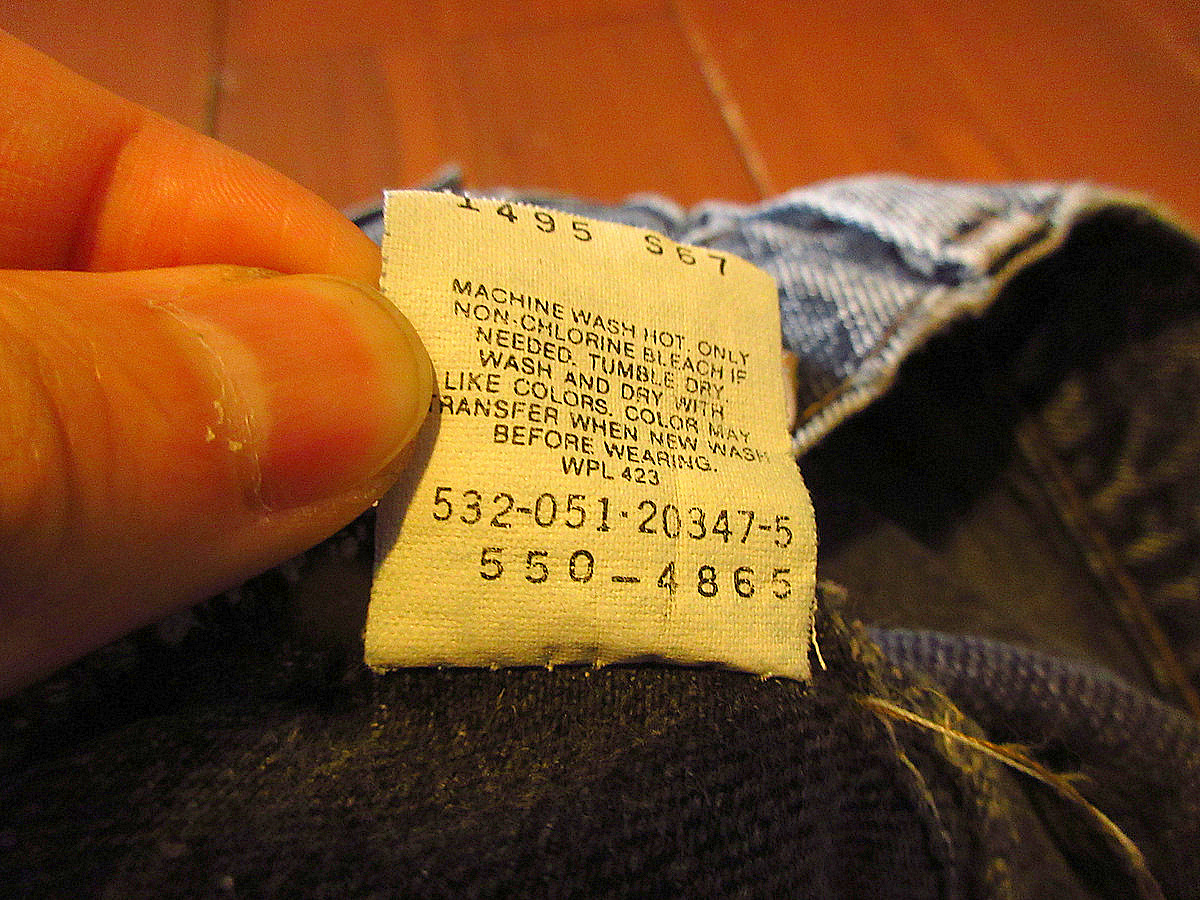 1495 S67
MACHINE WASH HOT. ONLY
NON-CHLORINE BLEACH IF
NEEDED. TUMBLE DRY.
WASH AND DRY WITH
LIKE COLORS. COLOR MAY
TRANSFER WHEN NEW WASH
BEFORE WEARING.
WPL 423
532-051-20347-5
550-4865